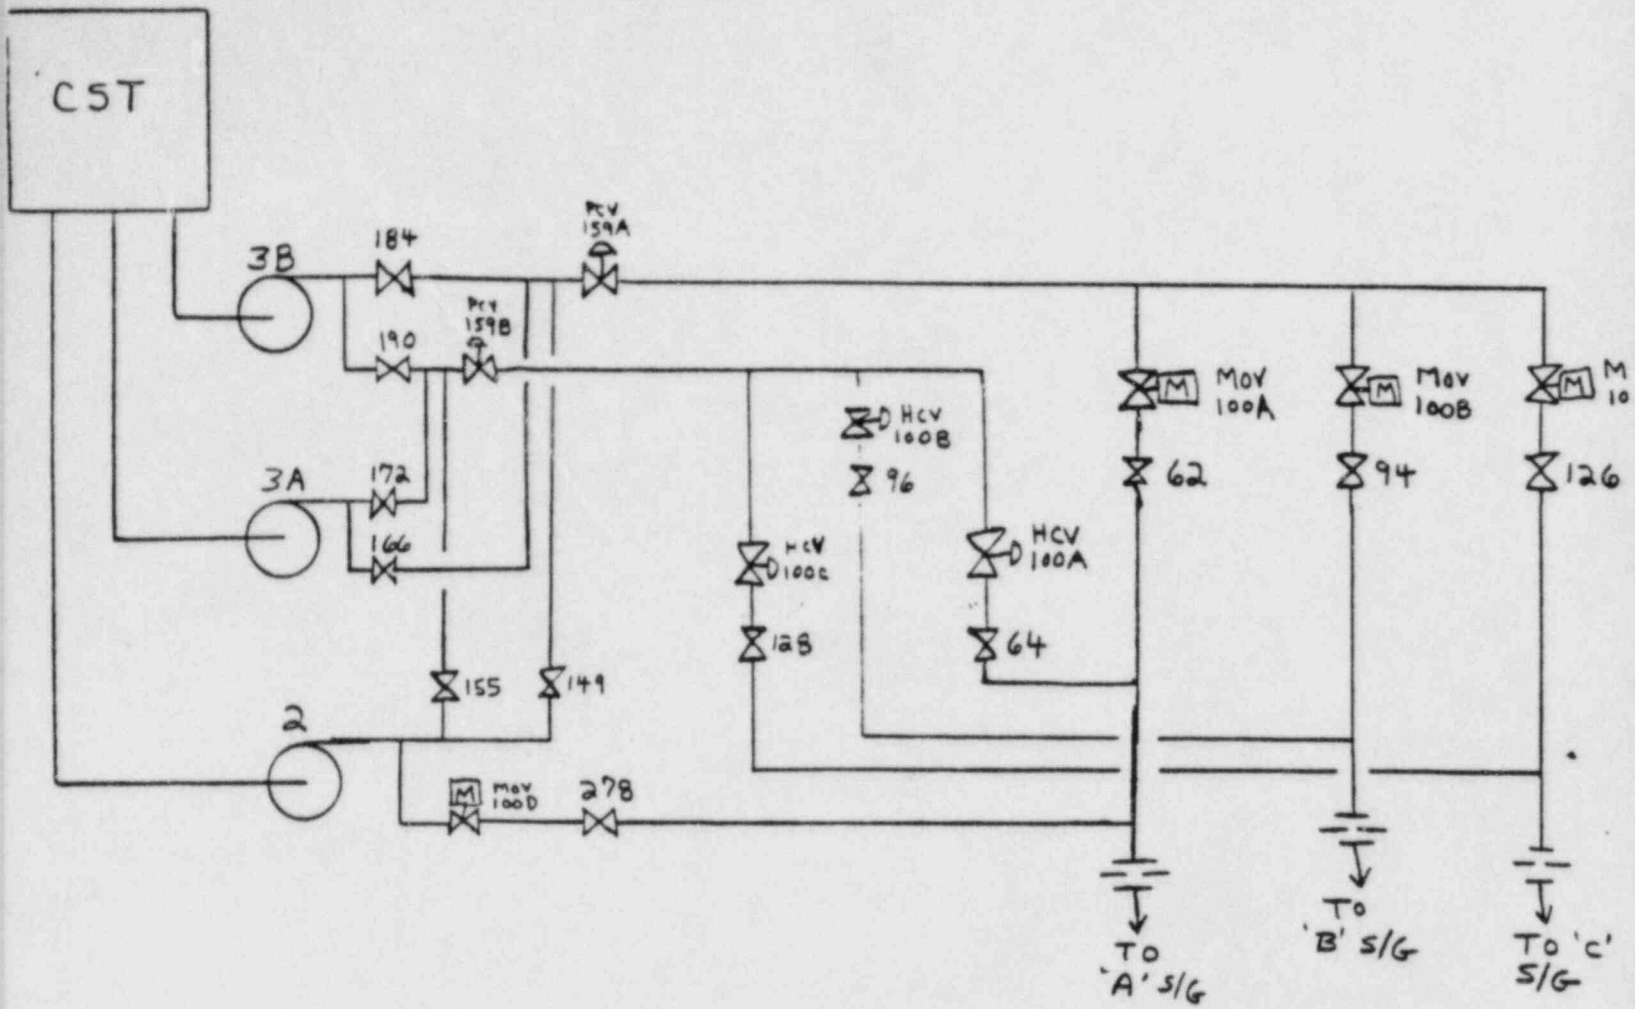 CST
PCV
159A
184
3B
PCV
159B
190
M
MOV
100A
M
MOV
100B
M
M
10
HCV
100B
96
62
94
126
172
3A
166
HCV
100C
HCV
100A
128
64
155
149
2
M
MOV
100D
278
TO
'A' S/G
TO
'B' S/G
TO 'C'
S/G